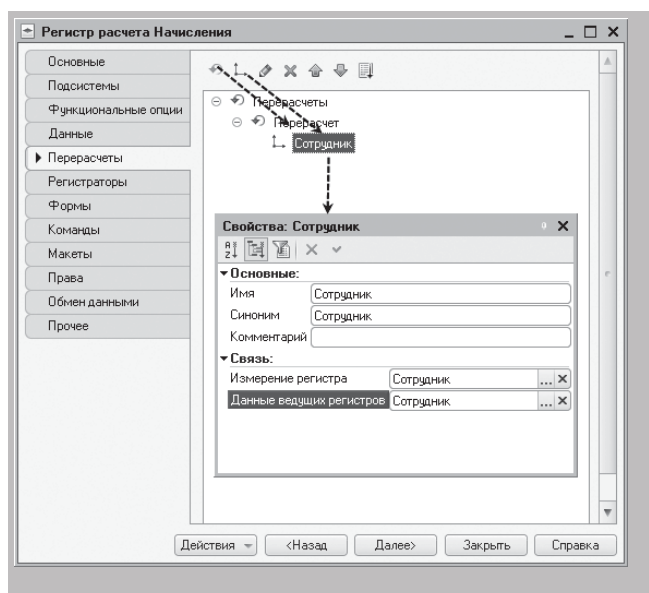 Регистр расчета Начисления
Основные
Подсистемы
Функциональные опции
Данные
Перерасчеты
Регистраторы
Формы
Команды
Макеты
Права
Обмен данными
Прочее
Перерасчеты
Перерасчет
Сотрудник
Свойства: Сотрудник
Основные:
Имя Сотрудник
Синоним Сотрудник
Комментарий
Связь:
Измерение регистра Сотрудник ...
Данные ведущих регистров Сотрудник ...
Действия <Назад Далее> Закрыть Справка